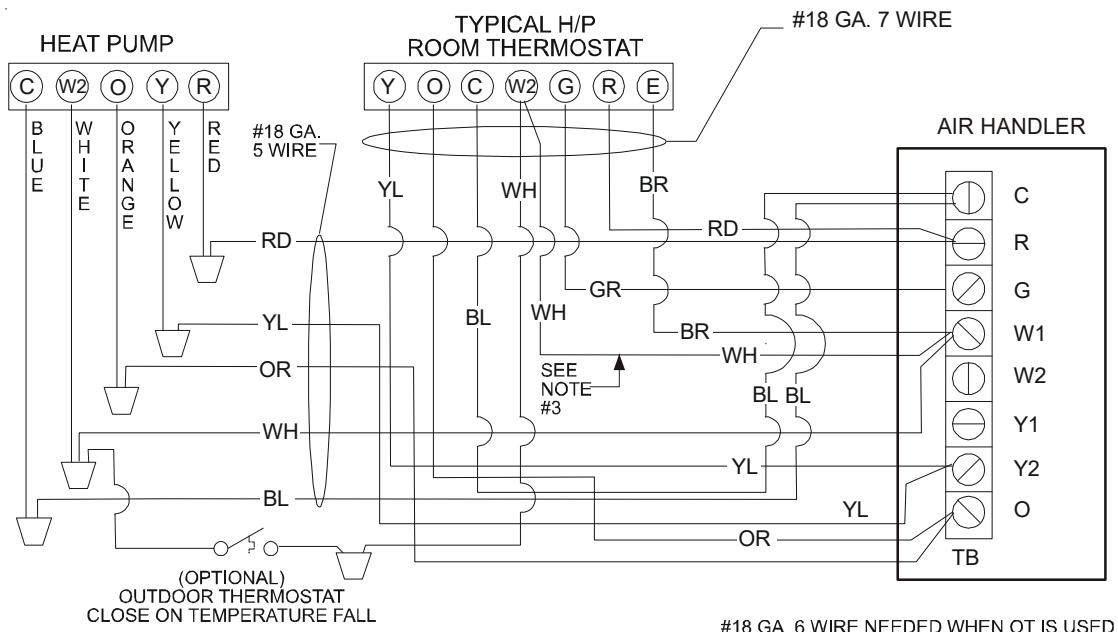 TYPICAL H/P
ROOM THERMOSTAT
#18 GA. 7 WIRE
HEAT PUMP
C W2 O Y R
Y O C W2 G R E
BLUE
WHITE
ORANGE
YELLOW
RED
#18 GA.
5 WIRE
AIR HANDLER
YL
WH
BR
C
RD
RD
R
GR
G
BL
WH
YL
BR
W1
WH
OR
SEE
NOTE
#3
W2
BL BL
WH
Y1
YL
Y2
BL
YL
O
OR
TB
(OPTIONAL)
OUTDOOR THERMOSTAT
CLOSE ON TEMPERATURE FALL
#18 GA. 6 WIRE NEEDED WHEN OT IS USED